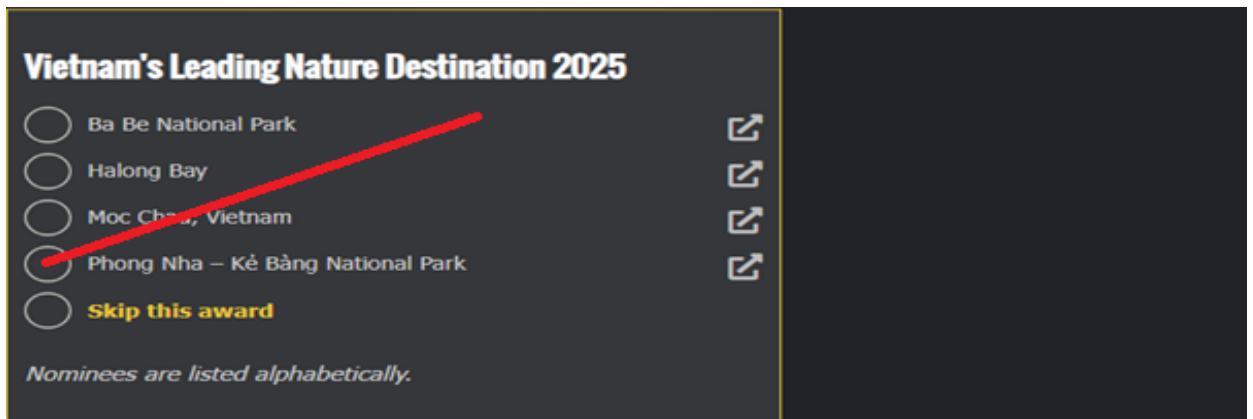 Vietnam's Leading Nature Destination 2025
Ba Be National Park
Halong Bay
Moc Chau, Vietnam
Phong Nha – Kẻ Bàng National Park
Skip this award
Nominees are listed alphabetically.